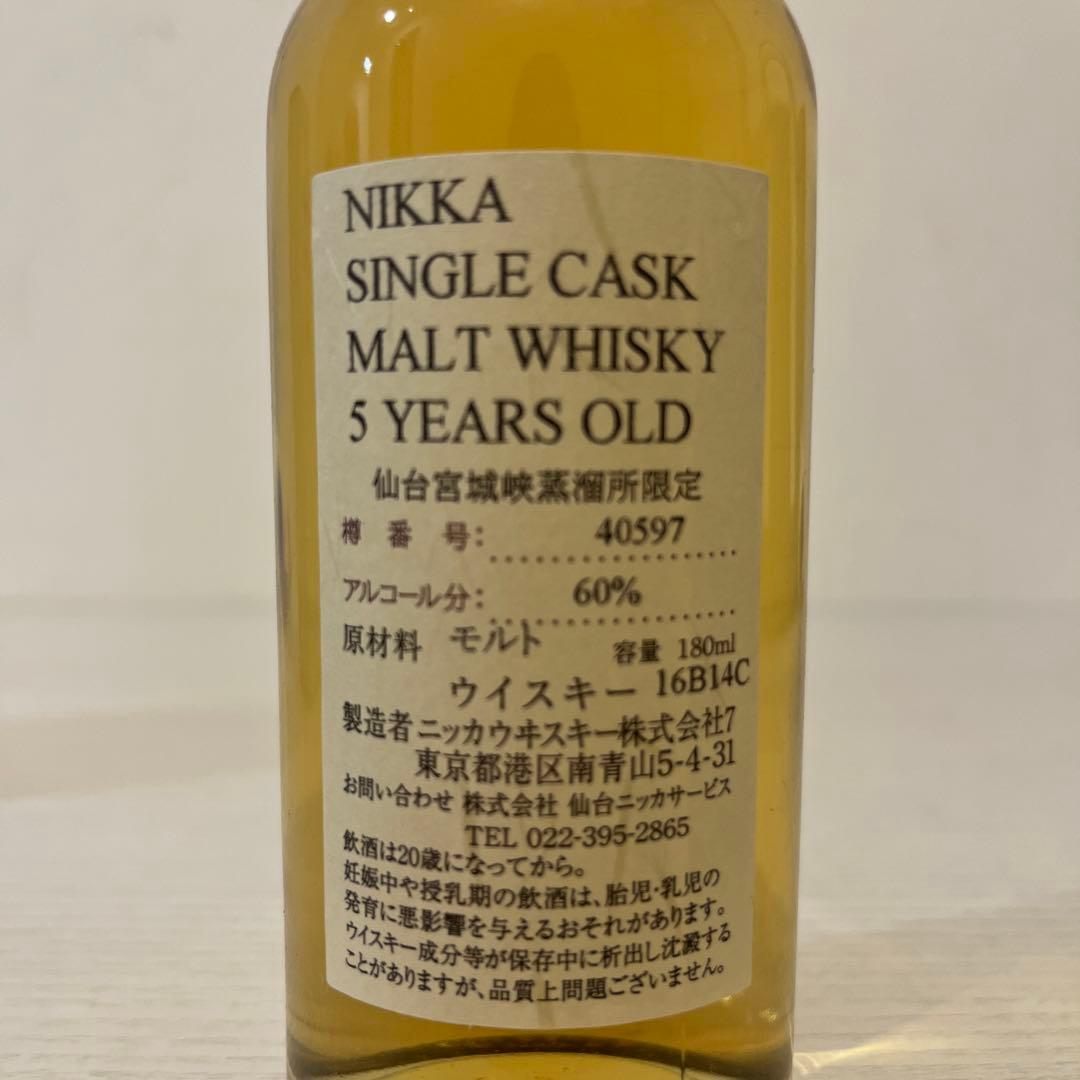 NIKKA
SINGLE CASK
MALT WHISKY
5 YEARS OLD
仙台宮城峡蒸溜所限定
樽番号: 40597
アルコール分: 60%
原材料 モルト 容量 180ml
ウイスキー 16B14C
製造者ニッカウヰスキー株式会社7
東京都港区南青山5-4-31
お問い合わせ 株式会社 仙台ニッカサービス
TEL 022-395-2865
飲酒は20歳になってから。
妊娠中や授乳期の飲酒は、胎児・乳児の
発育に悪影響を与えるおそれがあります。
ウイスキー成分等が保存中に析出し沈澱する
ことがありますが、品質上問題ございません。